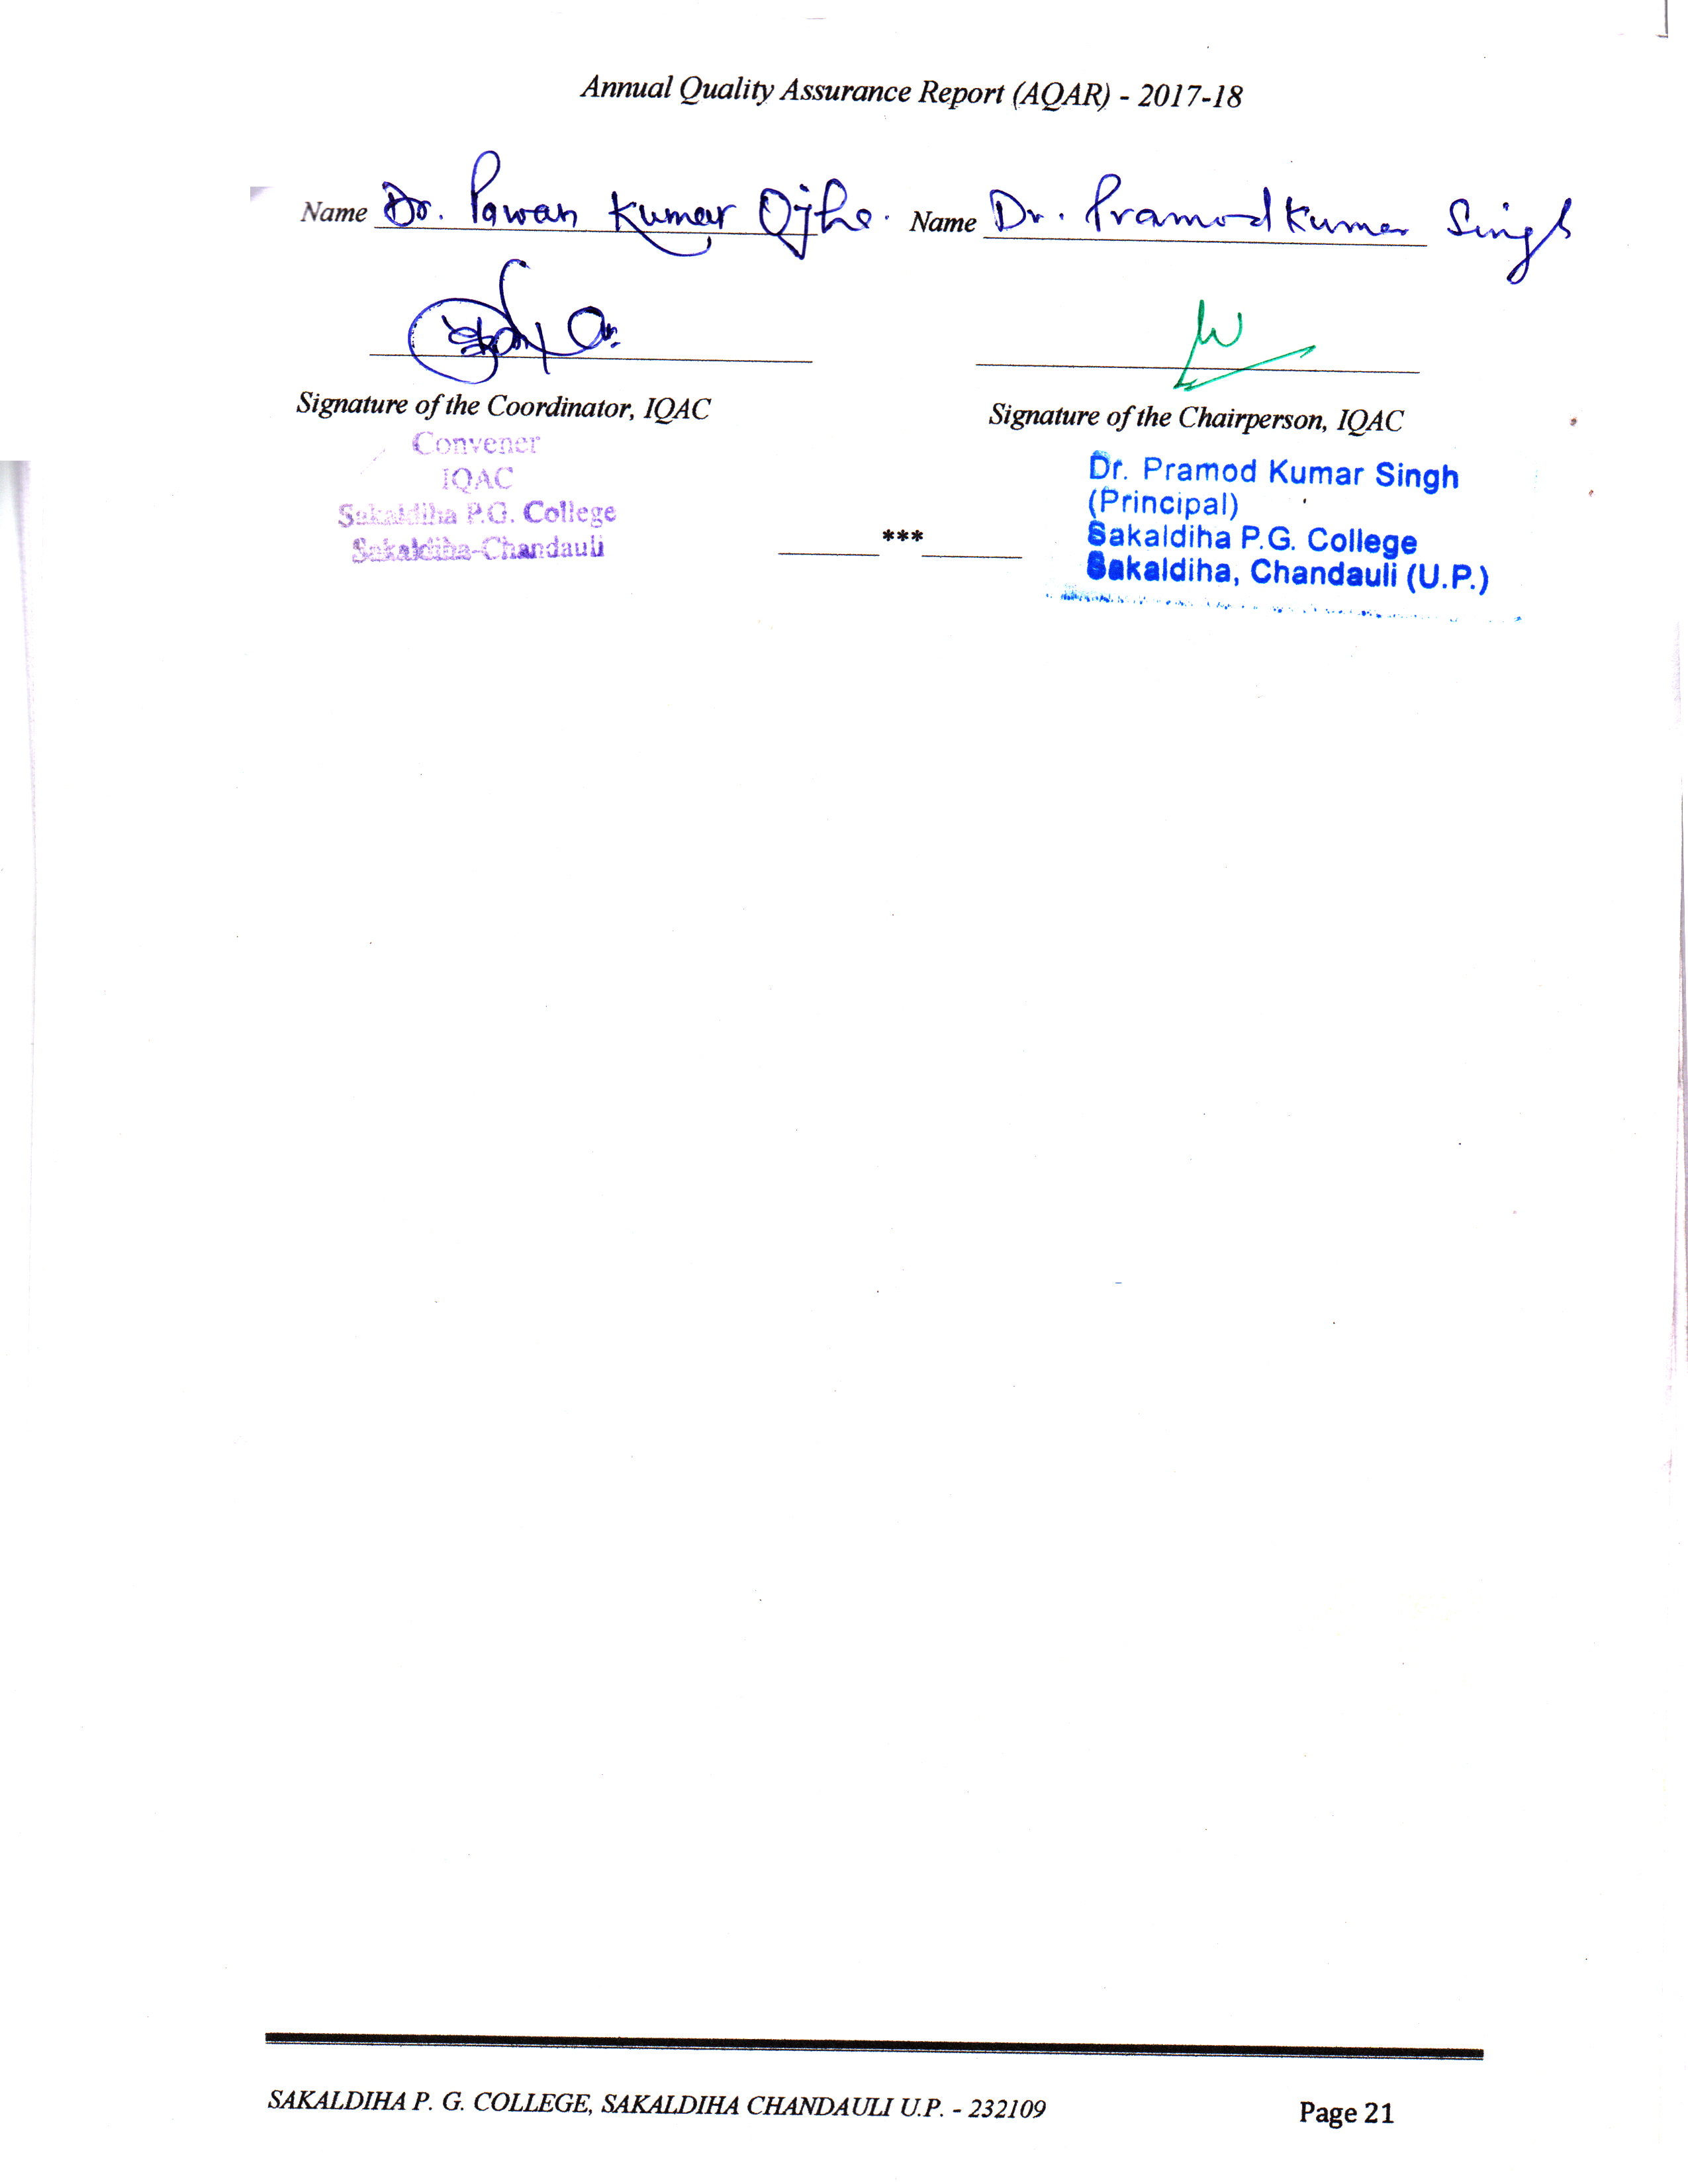 Annual Quality Assurance Report (AQAR) - 2017-18
Name Dr. Pawan Kumar Ojha. Name Dr. Pramod Kumar Singh
Signature of the Coordinator, IQAC
Signature of the Chairperson, IQAC
Convener
IQAC
Sakaldiha P.G. College
Sakaldiha-Chandauli
***
Dr. Pramod Kumar Singh
(Principal)
Sakaldiha P.G. College
Sakaldiha, Chandauli (U.P.)
SAKALDIHA P. G. COLLEGE, SAKALDIHA CHANDAULI U.P. - 232109
Page 21